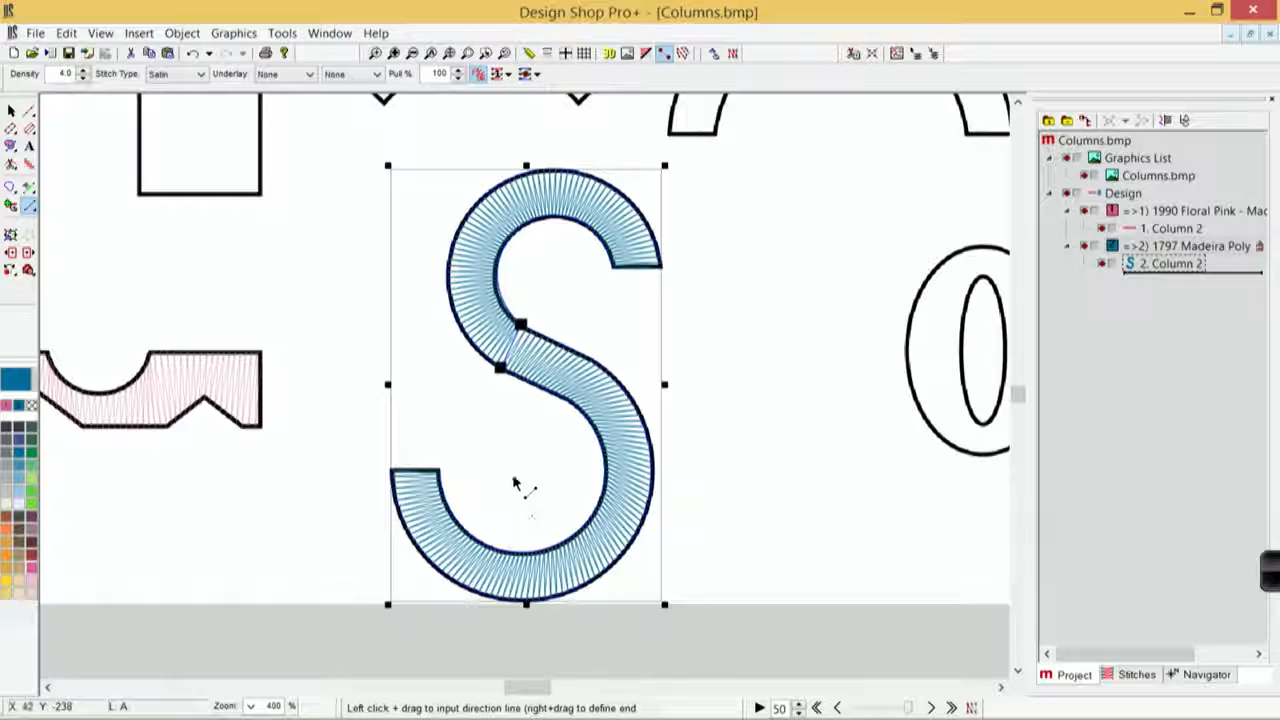 Design Shop Pro+ - [Columns.bmp]
File Edit View Insert Object Graphics Tools Window Help
Density 4.0 Stitch Type Satin Underlay None None Pull % 100
Columns.bmp
Graphics List
Columns.bmp
Design
=>1) 1990 Floral Pink - Mac
1. Column 2
=>2) 1797 Madeira Poly
2. Column 2
Project Stitches Navigator
X 42 Y -238 L: A Zoom: 400 % Left click + drag to input direction line (right+drag to define end 50